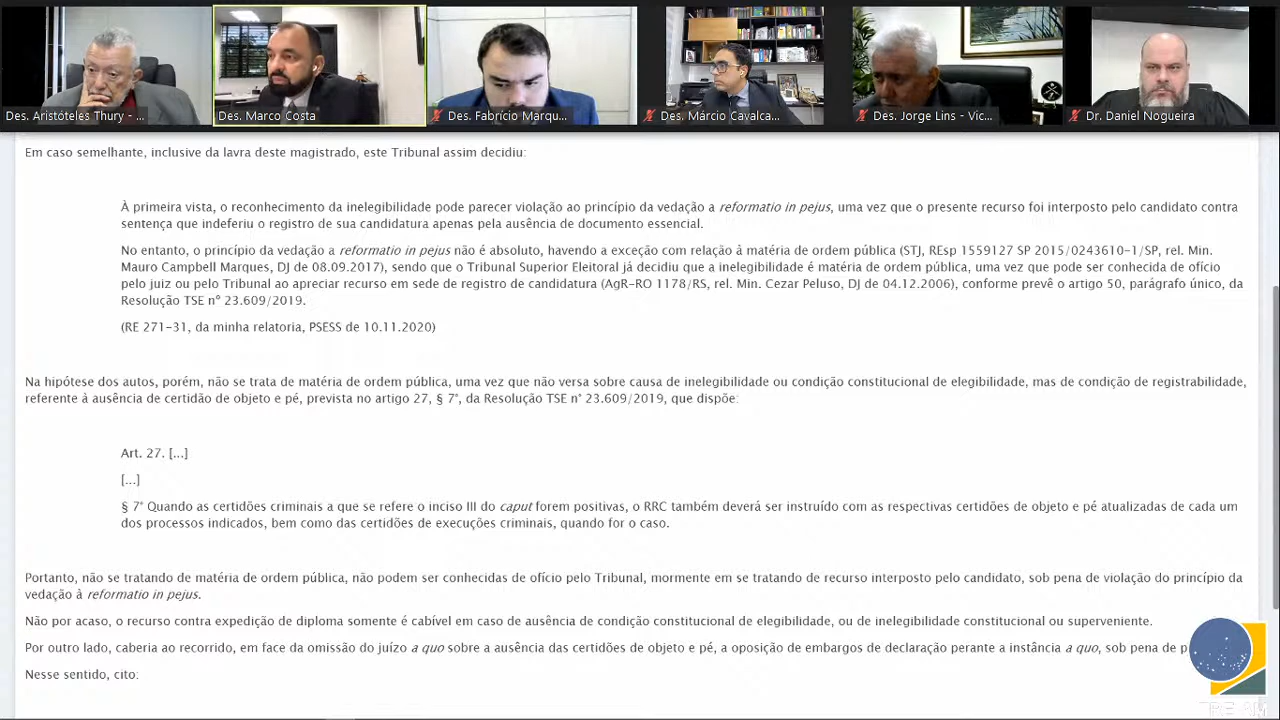 Des. Aristóteles Thury - ...
Des. Marco Costa
Des. Fabrício Marqu...
Des. Márcio Cavalca...
Des. Jorge Lins - Vic...
Dr. Daniel Nogueira
Em caso semelhante, inclusive da lavra deste magistrado, este Tribunal assim decidiu:
À primeira vista, o reconhecimento da inelegibilidade pode parecer violação ao princípio da vedação a reformatio in pejus, uma vez que o presente recurso foi interposto pelo candidato contra
sentença que indeferiu o registro de sua candidatura apenas pela ausência de documento essencial.
No entanto, o princípio da vedação a reformatio in pejus não é absoluto, havendo a exceção com relação à matéria de ordem pública (STJ, REsp 1559127 SP 2015/0243610-1/SP, rel. Min.
Mauro Campbell Marques, DJ de 08.09.2017), sendo que o Tribunal Superior Eleitoral já decidiu que a inelegibilidade é matéria de ordem pública, uma vez que pode ser conhecida de ofício
pelo juiz ou pelo Tribunal ao apreciar recurso em sede de registro de candidatura (AgR-RO 1178/RS, rel. Min. Cezar Peluso, DJ de 04.12.2006), conforme prevê o artigo 50, parágrafo único, da
Resolução TSE nº 23.609/2019.
(RE 271-31, da minha relatoria, PSESS de 10.11.2020)
Na hipótese dos autos, porém, não se trata de matéria de ordem pública, uma vez que não versa sobre causa de inelegibilidade ou condição constitucional de elegibilidade, mas de condição de registrabilidade,
referente à ausência de certidão de objeto e pé, prevista no artigo 27, § 7°, da Resolução TSE n° 23.609/2019, que dispõe:
Art. 27. [...]
[...]
§ 7° Quando as certidões criminais a que se refere o inciso III do caput forem positivas, o RRC também deverá ser instruído com as respectivas certidões de objeto e pé atualizadas de cada um
dos processos indicados, bem como das certidões de execuções criminais, quando for o caso.
Portanto, não se tratando de matéria de ordem pública, não podem ser conhecidas de ofício pelo Tribunal, mormente em se tratando de recurso interposto pelo candidato, sob pena de violação do princípio da
vedação à reformatio in pejus.
Não por acaso, o recurso contra expedição de diploma somente é cabível em caso de ausência de condição constitucional de elegibilidade, ou de inelegibilidade constitucional ou superveniente.
Por outro lado, caberia ao recorrido, em face da omissão do juízo a quo sobre a ausência das certidões de objeto e pé, a oposição de embargos de declaração perante a instância a quo, sob pena de p
Nesse sentido, cito:
TRE-AM